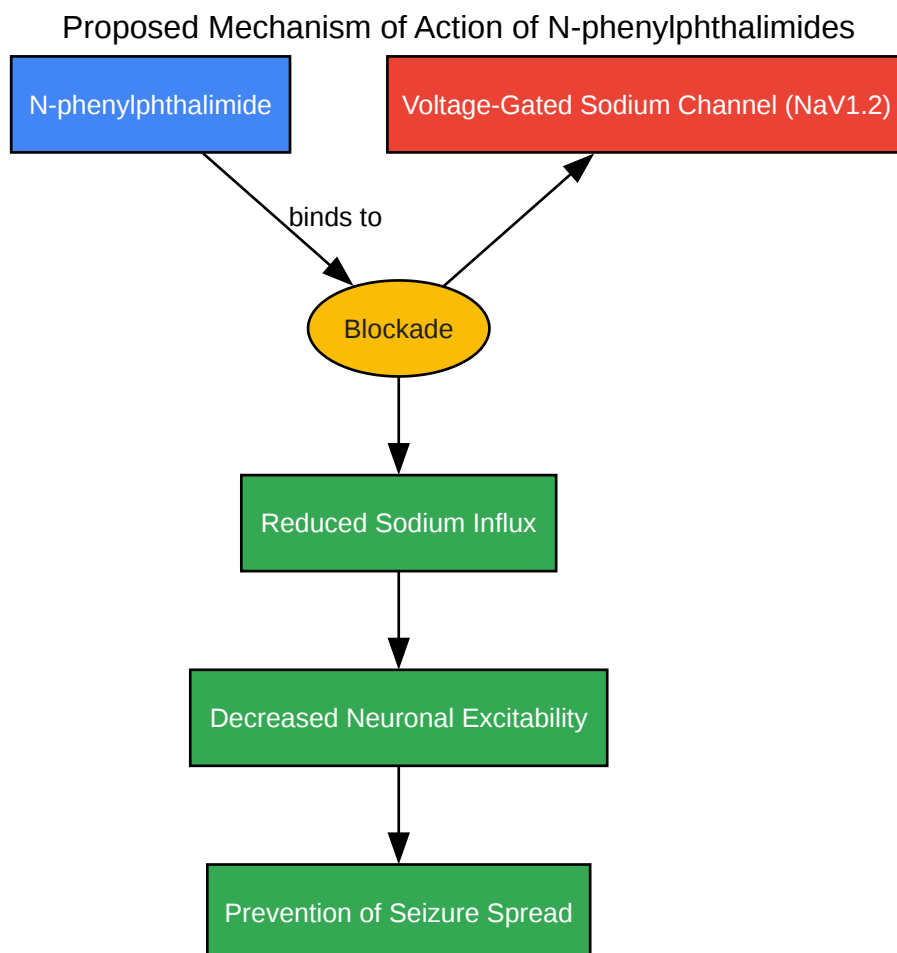 Proposed Mechanism of Action of N-phenylphthalimides
N-phenylphthalimide
Voltage-Gated Sodium Channel (NaV1.2)
binds to
Blockade
Reduced Sodium Influx
Decreased Neuronal Excitability
Prevention of Seizure Spread